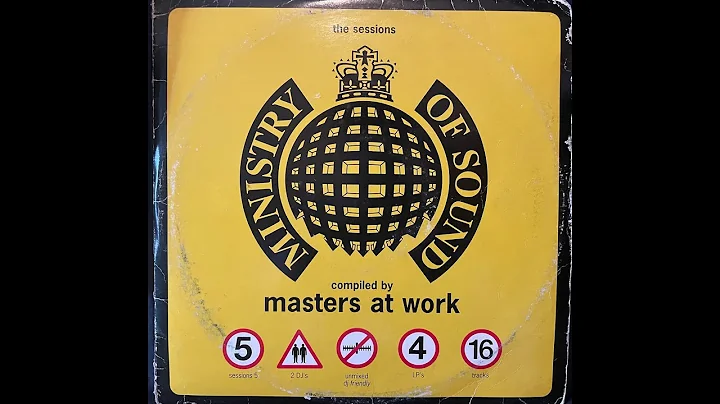 the sessions
MINISTRY OF SOUND
compiled by
masters at work
5
sessions 5
2 DJ.s
unmixed
dj friendly
4
LP's
16
tracks